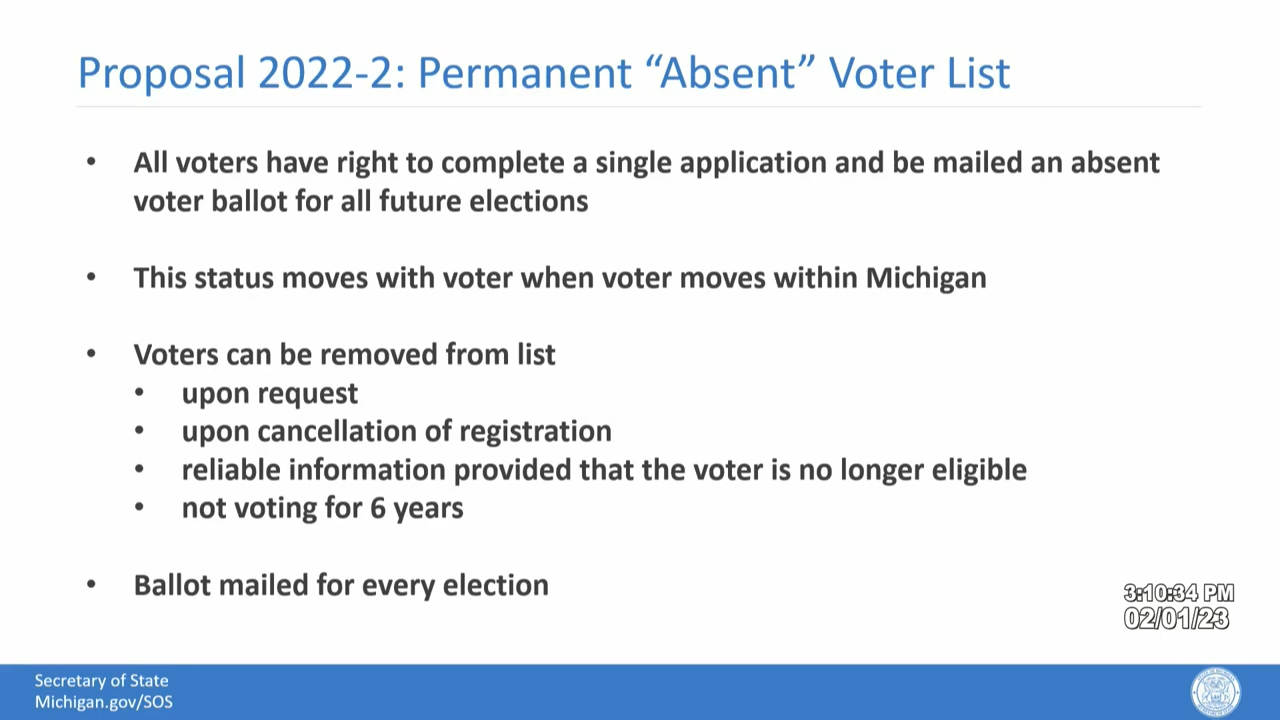 Proposal 2022-2: Permanent “Absent” Voter List
• All voters have right to complete a single application and be mailed an absent
voter ballot for all future elections
• This status moves with voter when voter moves within Michigan
• Voters can be removed from list
• upon request
• upon cancellation of registration
• reliable information provided that the voter is no longer eligible
• not voting for 6 years
• Ballot mailed for every election
3:10:34 PM
02/01/23
Secretary of State
Michigan.gov/SOS